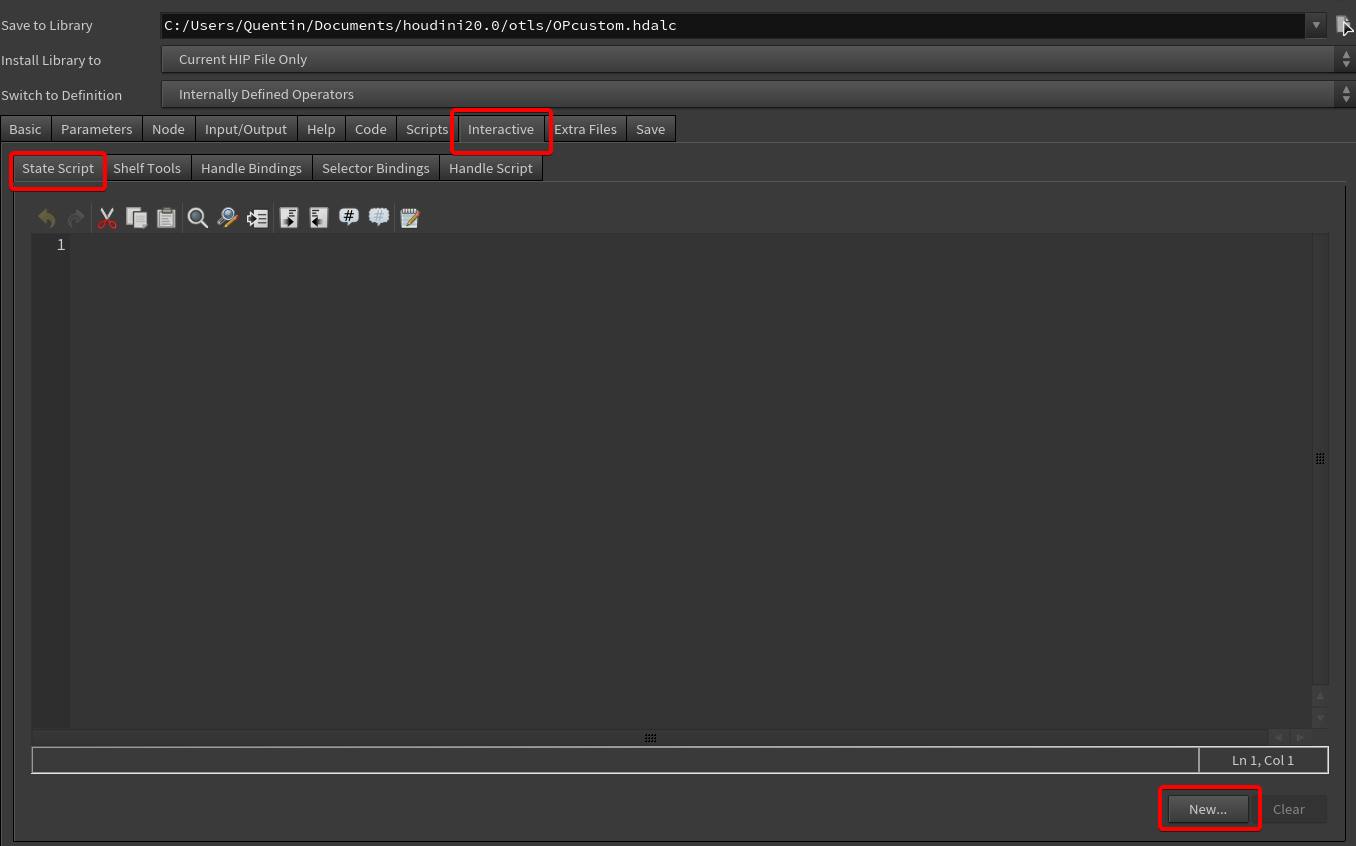 Save to Library C:/Users/Quentin/Documents/houdini20.0/otls/OPcustom.hdalc
Install Library to Current HIP File Only
Switch to Definition Internally Defined Operators
Basic Parameters Node Input/Output Help Code Scripts Interactive Extra Files Save
State Script Shelf Tools Handle Bindings Selector Bindings Handle Script
# #
1
Ln 1, Col 1
New... Clear